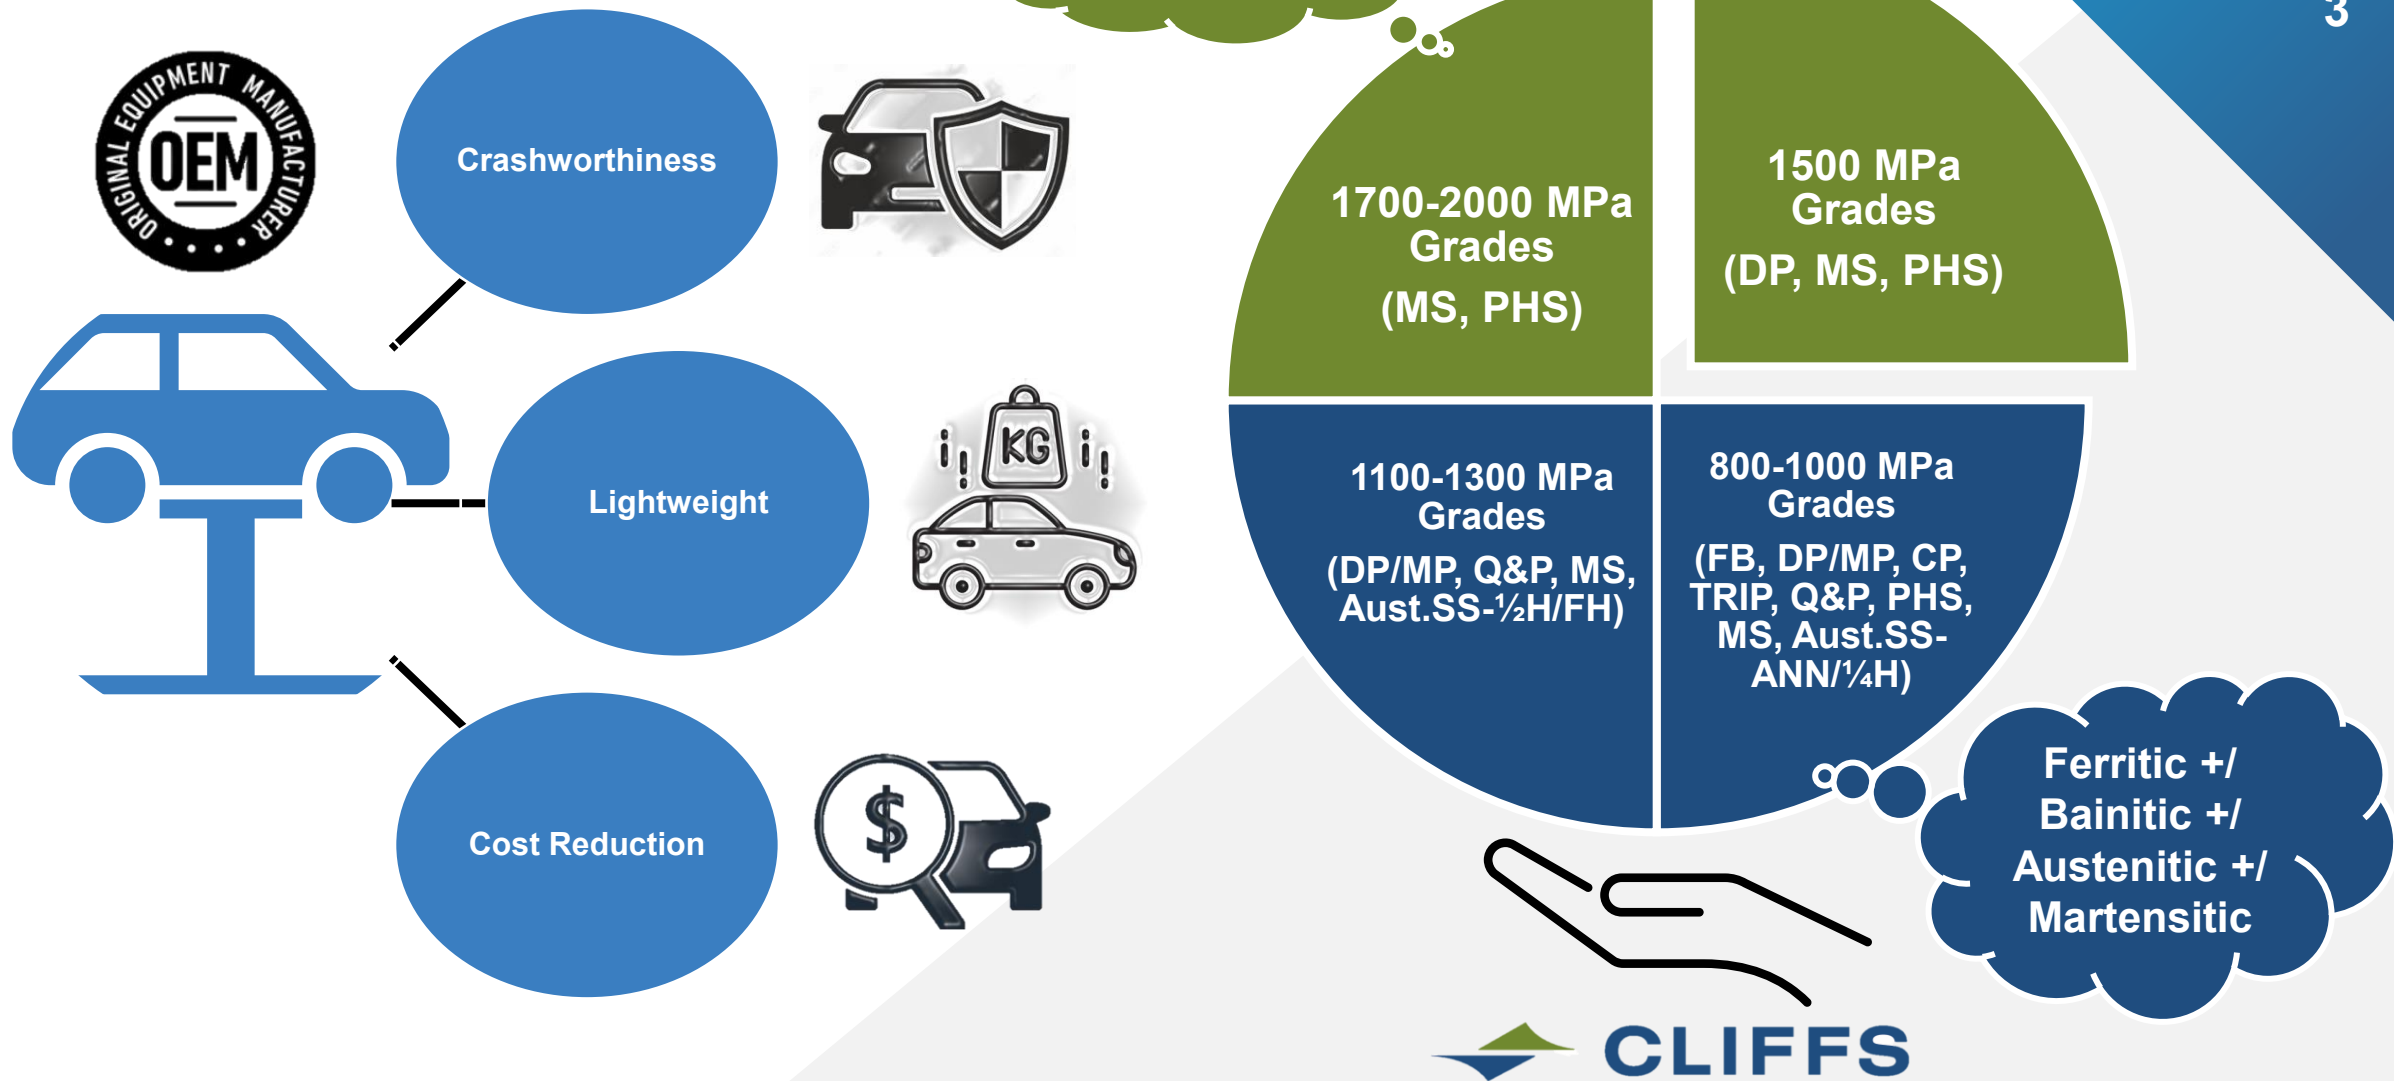 3
ORIGINAL EQUIPMENT MANUFACTURER
OEM
Crashworthiness
Lightweight
KG
Cost Reduction
$
1700-2000 MPa
Grades
(MS, PHS)
1500 MPa
Grades
(DP, MS, PHS)
1100-1300 MPa
Grades
(DP/MP, Q&P, MS,
Aust.SS-½H/FH)
800-1000 MPa
Grades
(FB, DP/MP, CP,
TRIP, Q&P, PHS,
MS, Aust.SS-
ANN/¼H)
Ferritic +/
Bainitic +/
Austenitic +/
Martensitic
CLIFFS